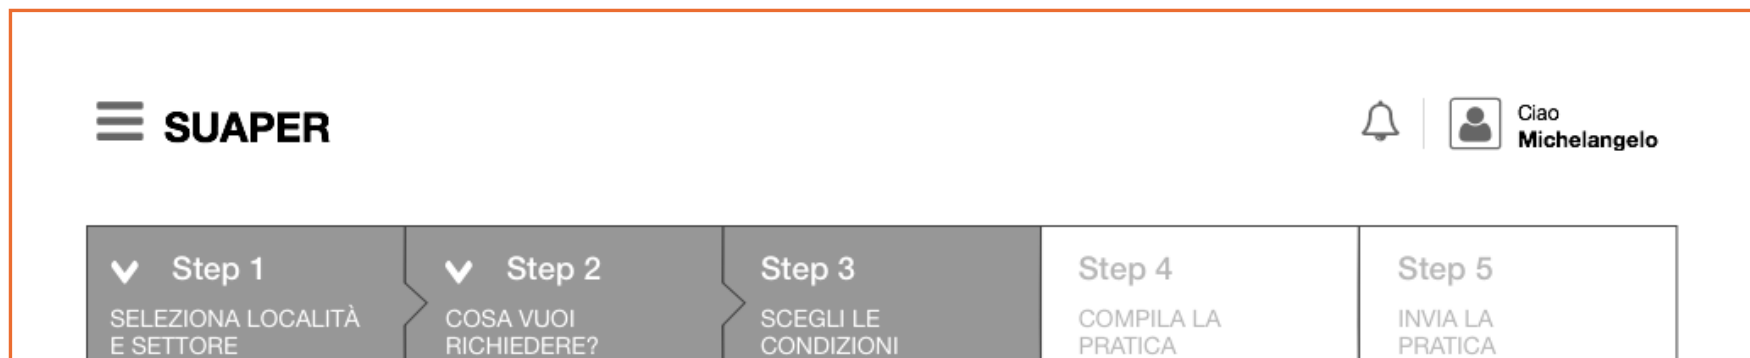 SUAPER
Ciao
Michelangelo
Step 1
SELEZIONA LOCALITÀ
E SETTORE
Step 2
COSA VUOI
RICHIEDERE?
Step 3
SCEGLI LE
CONDIZIONI
Step 4
COMPILA LA
PRATICA
Step 5
INVIA LA
PRATICA